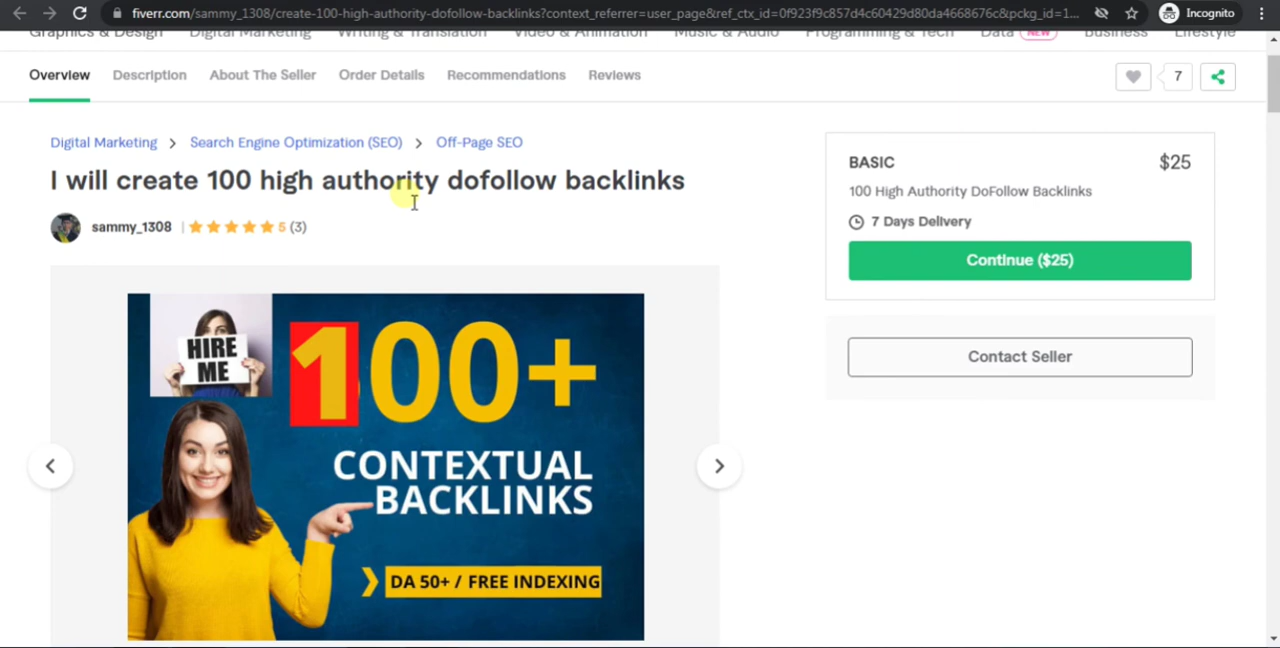 fiverr.com/sammy_1308/create-100-high-authority-dofollow-backlinks?context_referrer=user_page&ref_ctx_id=0f923f9c857d4c60429d80da4668676c&pckg_id=1...
Incognito
Graphics & Design Digital Marketing Writing & Translation Video & Animation Music & Audio Programming & Tech Data NEW Business Lifestyle
Overview Description About The Seller Order Details Recommendations Reviews
7
Digital Marketing > Search Engine Optimization (SEO) > Off-Page SEO
I will create 100 high authority dofollow backlinks
sammy_1308 | 5 (3)
BASIC $25
100 High Authority DoFollow Backlinks
7 Days Delivery
Continue ($25)
Contact Seller
HIRE
ME
100+
CONTEXTUAL
BACKLINKS
DA 50+ / FREE INDEXING